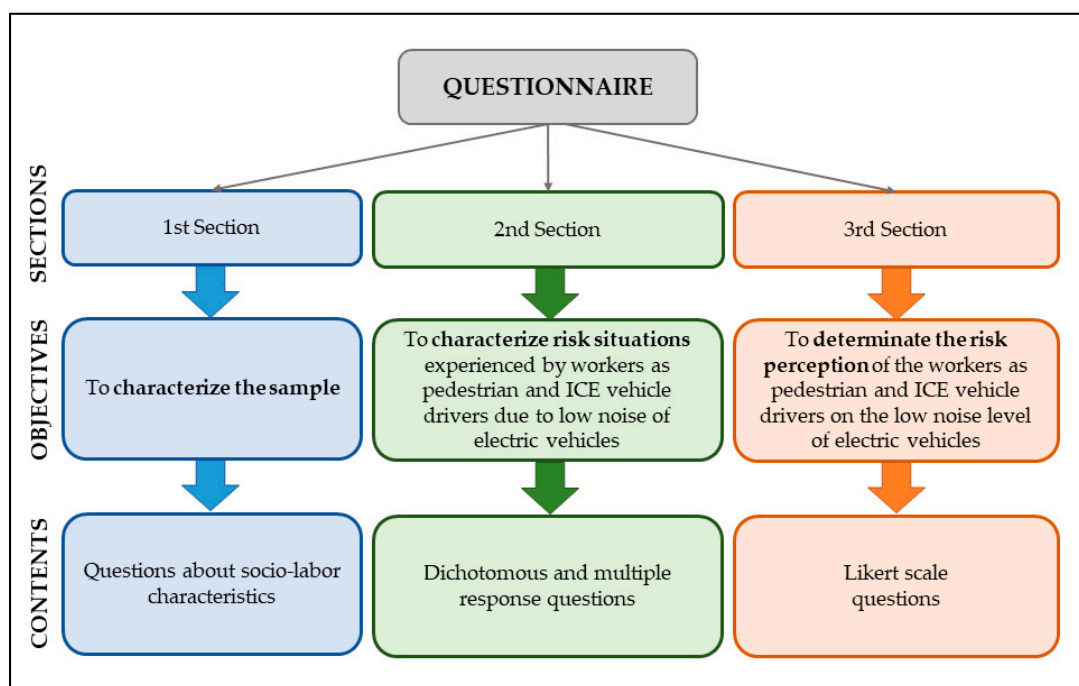 QUESTIONNAIRE
SECTIONS
1st Section
2nd Section
3rd Section
OBJECTIVES
To characterize the sample
To characterize risk situations
experienced by workers as
pedestrian and ICE vehicle
drivers due to low noise of
electric vehicles
To determinate the risk
perception of the workers as
pedestrian and ICE vehicle
drivers on the low noise level
of electric vehicles
CONTENTS
Questions about socio-labor
characteristics
Dichotomous and multiple
response questions
Likert scale
questions